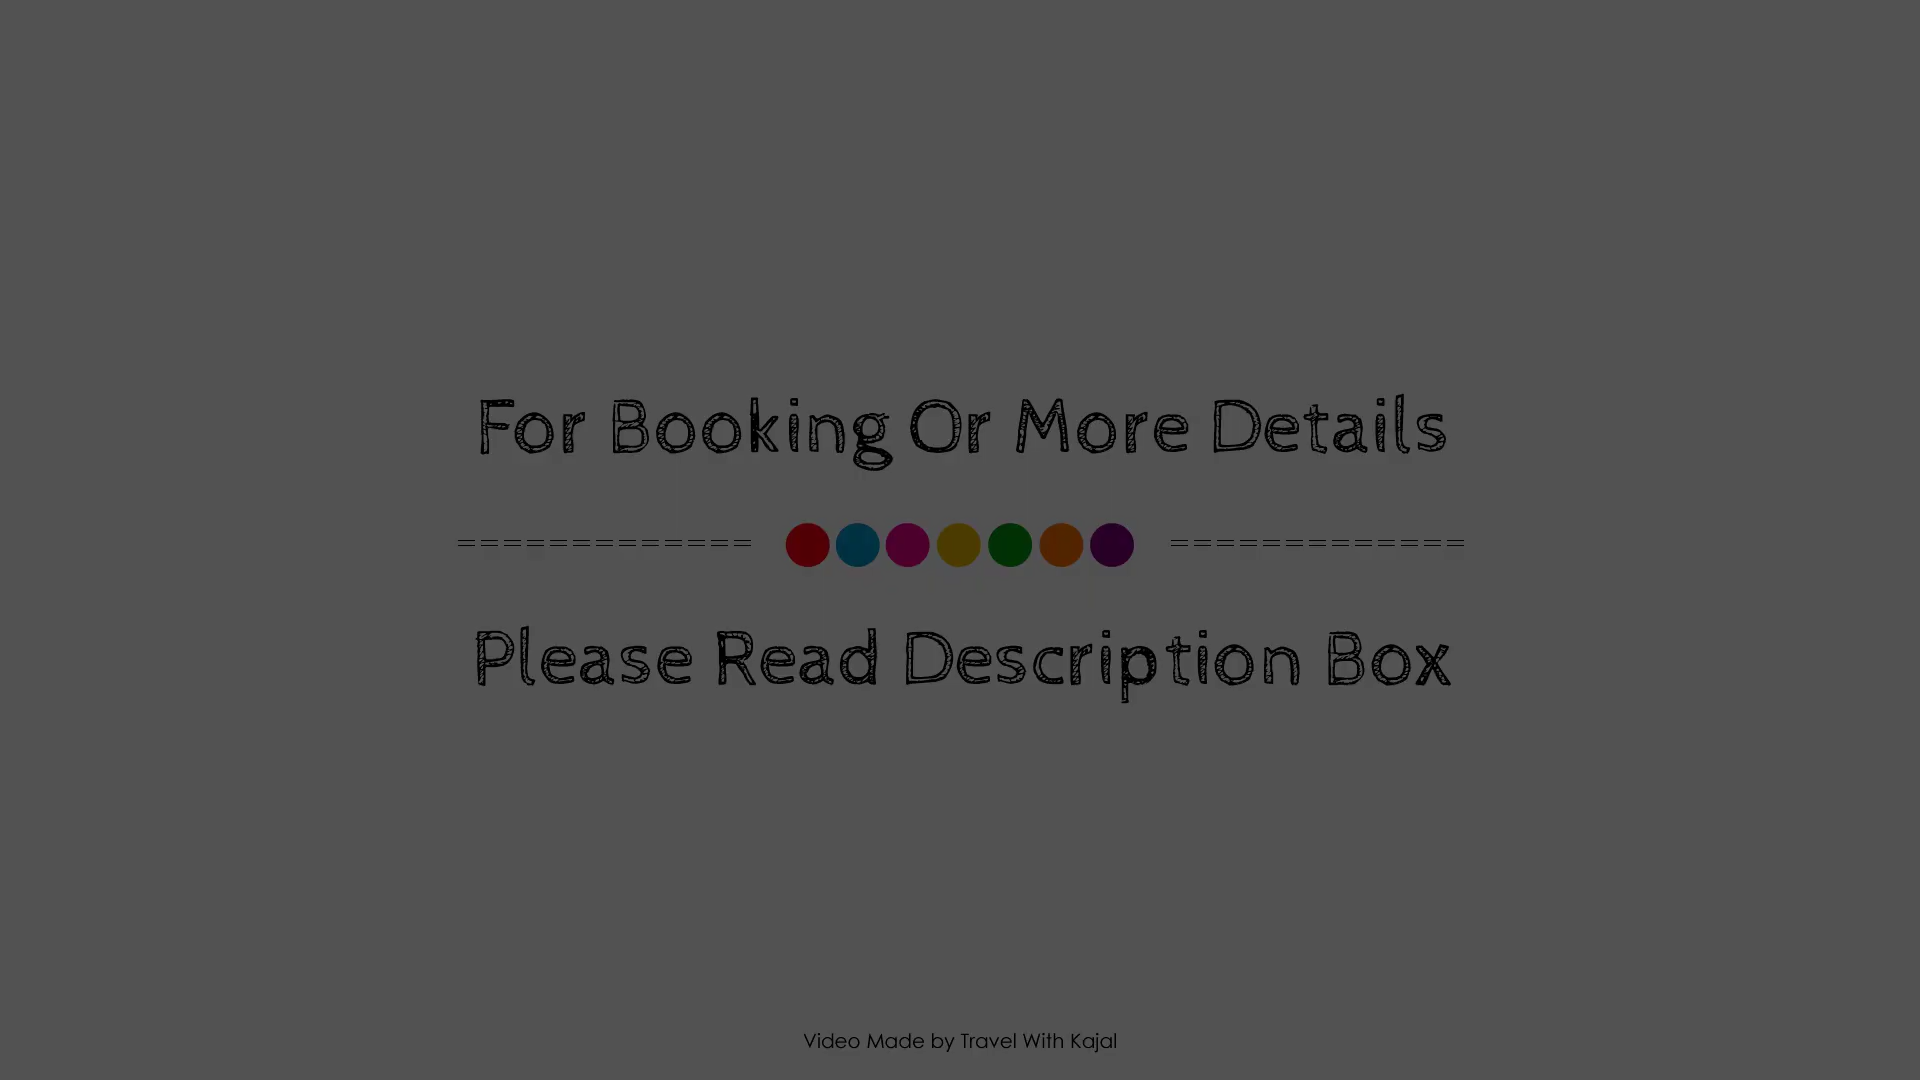 For Booking Or More Details
============= =============
Please Read Description Box
Video Made by Travel With Kajal